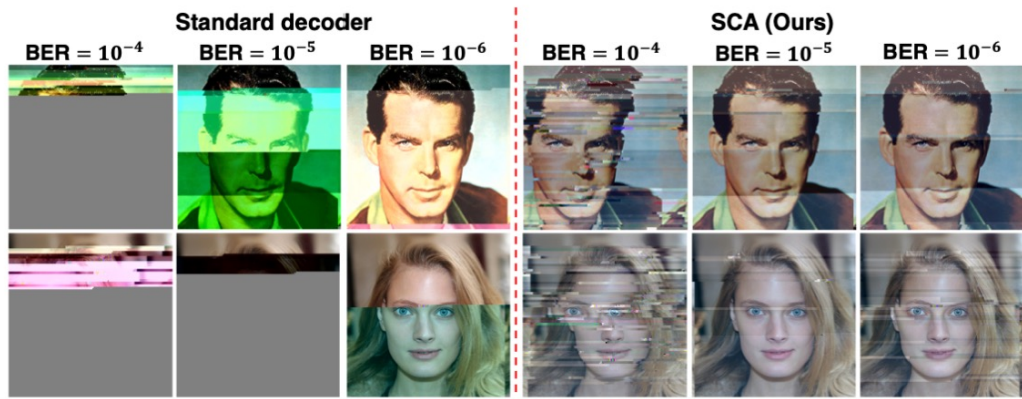 Standard decoder
SCA (Ours)
BER = 10⁻⁴ BER = 10⁻⁵ BER = 10⁻⁶
BER = 10⁻⁴ BER = 10⁻⁵ BER = 10⁻⁶